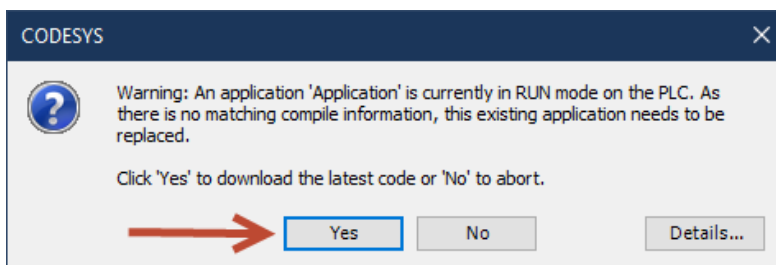 CODESYS
Warning: An application 'Application' is currently in RUN mode on the PLC. As
there is no matching compile information, this existing application needs to be
replaced.
Click 'Yes' to download the latest code or 'No' to abort.
Yes
No
Details...